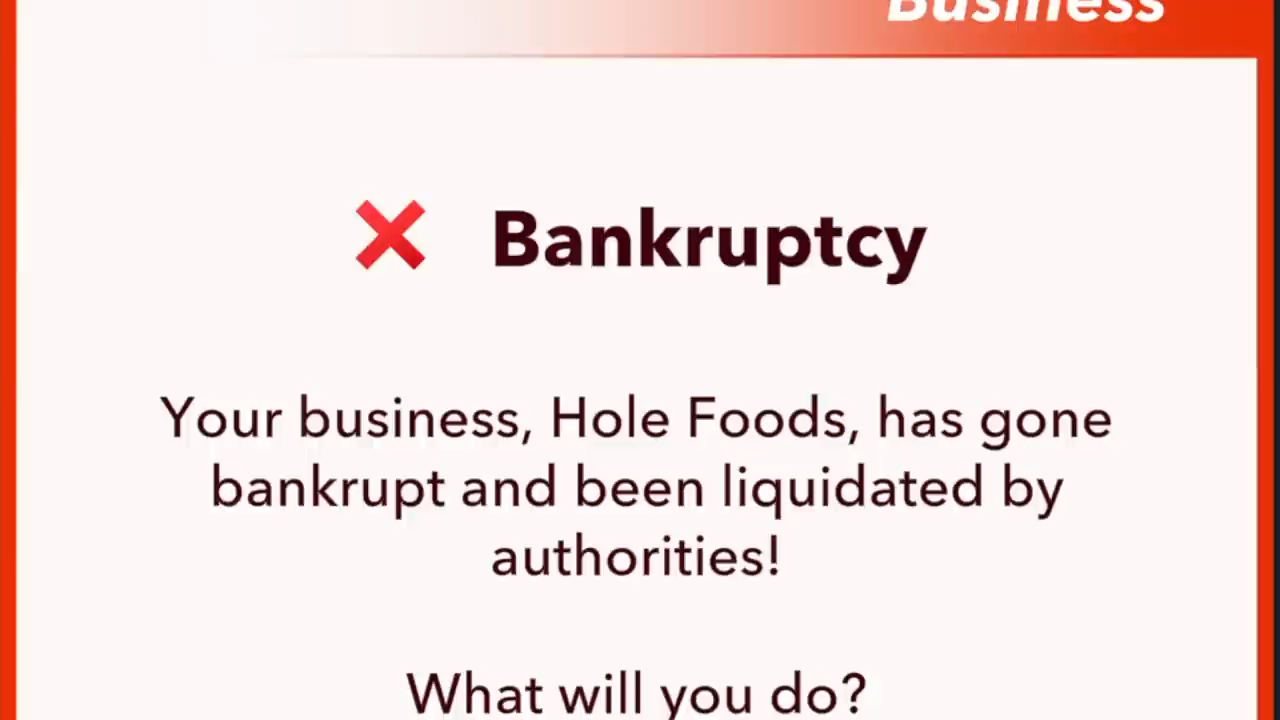 Business
Bankruptcy
Your business, Hole Foods, has gone
bankrupt and been liquidated by
authorities!
What will you do?